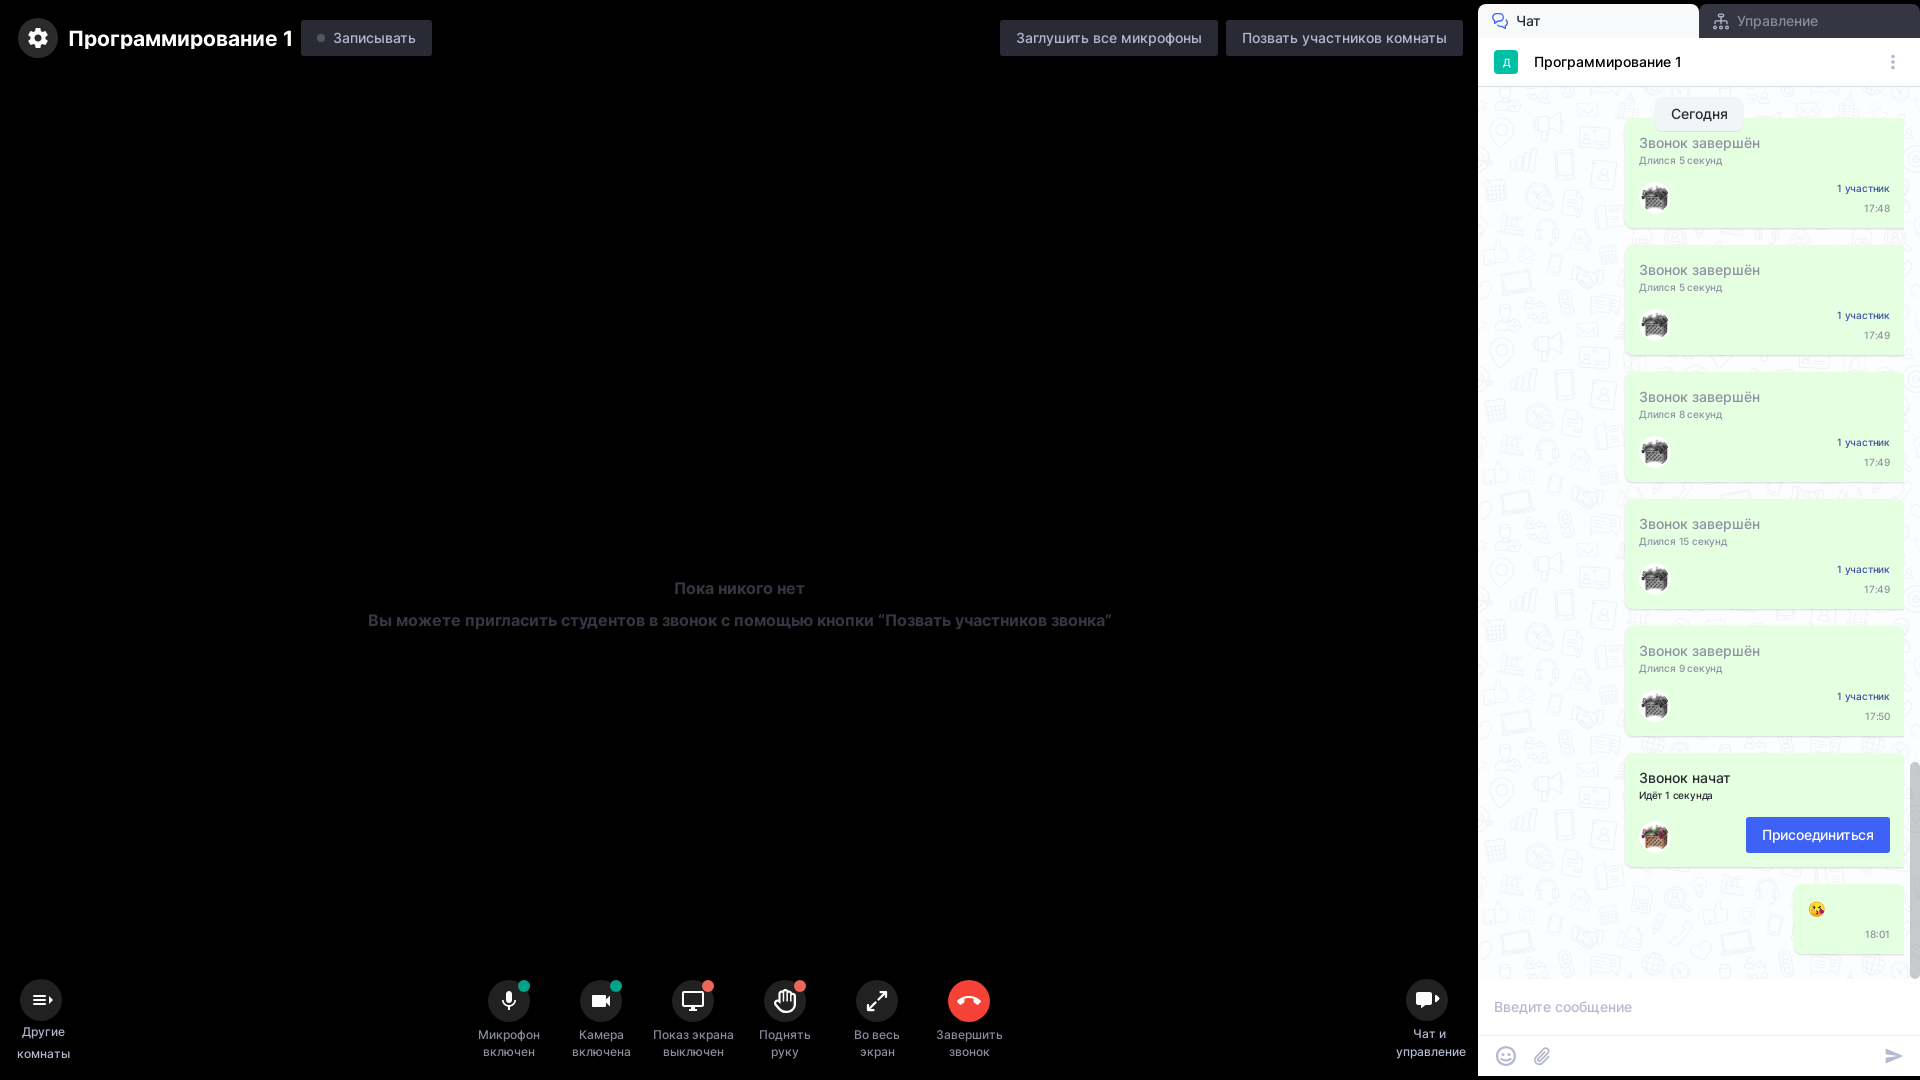 Программирование 1
Записывать
Заглушить все микрофоны
Позвать участников комнаты
Пока никого нет
Вы можете пригласить студентов в звонок с помощью кнопки “Позвать участников звонка”
Другие
комнаты
Микрофон
включен
Камера
включена
Показ экрана
выключен
Поднять
руку
Во весь
экран
Завершить
звонок
Чат и
управление
Чат
Управление
Д
Программирование 1
Сегодня
Звонок завершён
Длился 5 секунд
1 участник
17:48
Звонок завершён
Длился 5 секунд
1 участник
17:49
Звонок завершён
Длился 8 секунд
1 участник
17:49
Звонок завершён
Длился 15 секунд
1 участник
17:49
Звонок завершён
Длился 9 секунд
1 участник
17:50
Звонок начат
Идёт 1 секунда
Присоединиться
😘
18:01
Введите сообщение